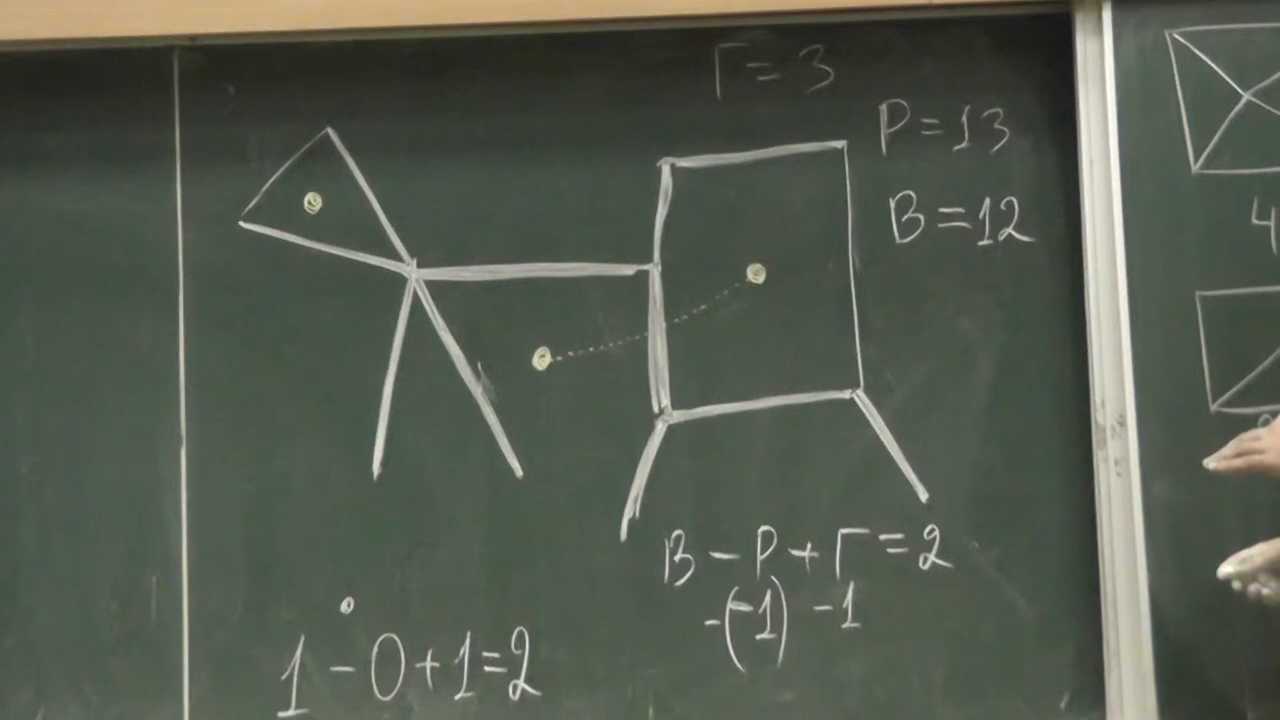 Г = 3
Р = 13
В = 12
В - Р + Г = 2
-(-1) -1
1 - 0 + 1 = 2
4